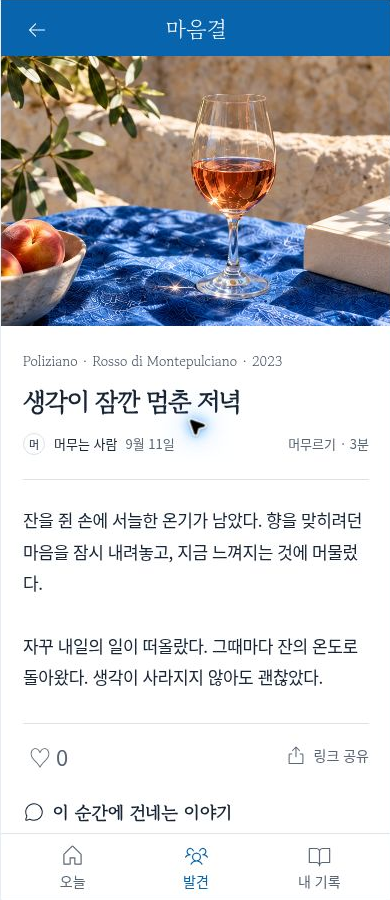 마음결
Poliziano · Rosso di Montepulciano · 2023
생각이 잠깐 멈춘 저녁
머 머무는 사람 9월 11일 머무르기 · 3분
잔을 쥔 손에 서늘한 온기가 남았다. 향을 맞히려던
마음을 잠시 내려놓고, 지금 느껴지는 것에 머물렀
다.
자꾸 내일의 일이 떠올랐다. 그때마다 잔의 온도로
돌아왔다. 생각이 사라지지 않아도 괜찮았다.
0 링크 공유
이 순간에 건네는 이야기
오늘 발견 내 기록